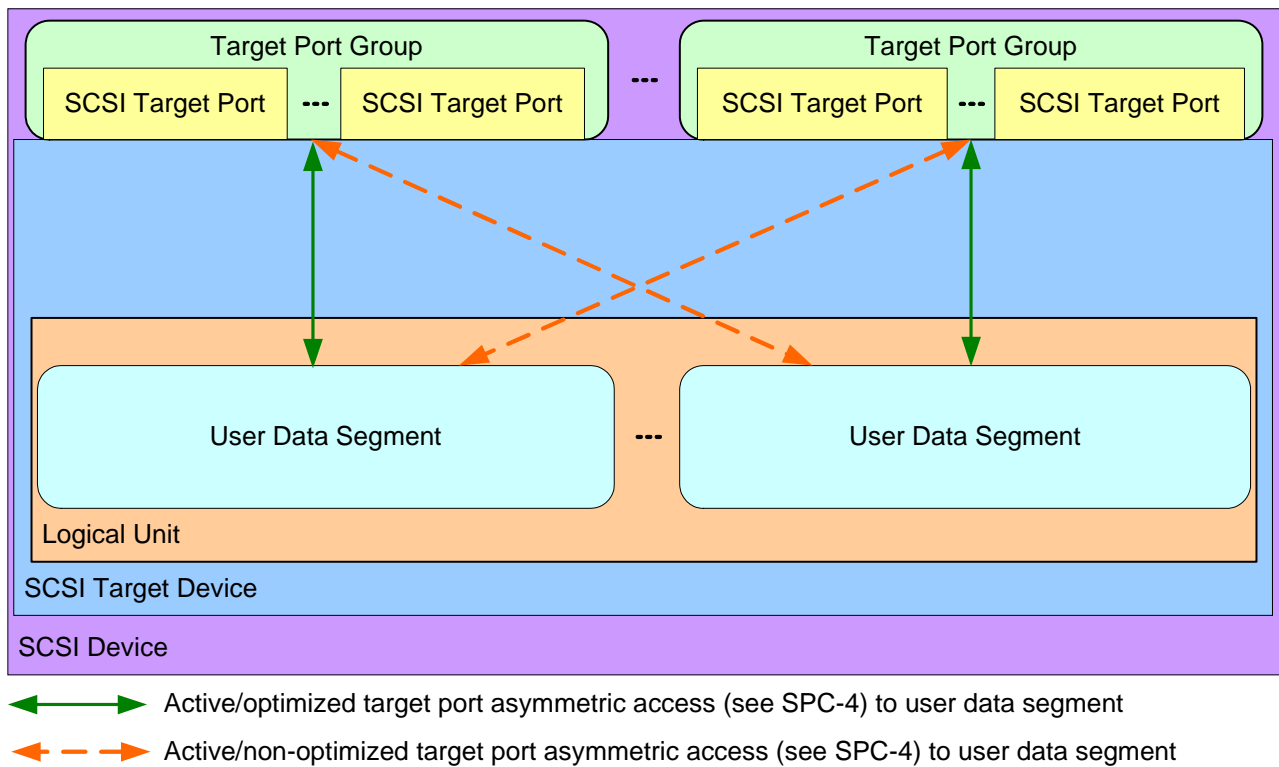 Target Port Group
Target Port Group
SCSI Target Port --- SCSI Target Port
---
SCSI Target Port --- SCSI Target Port
User Data Segment
---
User Data Segment
Logical Unit
SCSI Target Device
SCSI Device
Active/optimized target port asymmetric access (see SPC-4) to user data segment
Active/non-optimized target port asymmetric access (see SPC-4) to user data segment